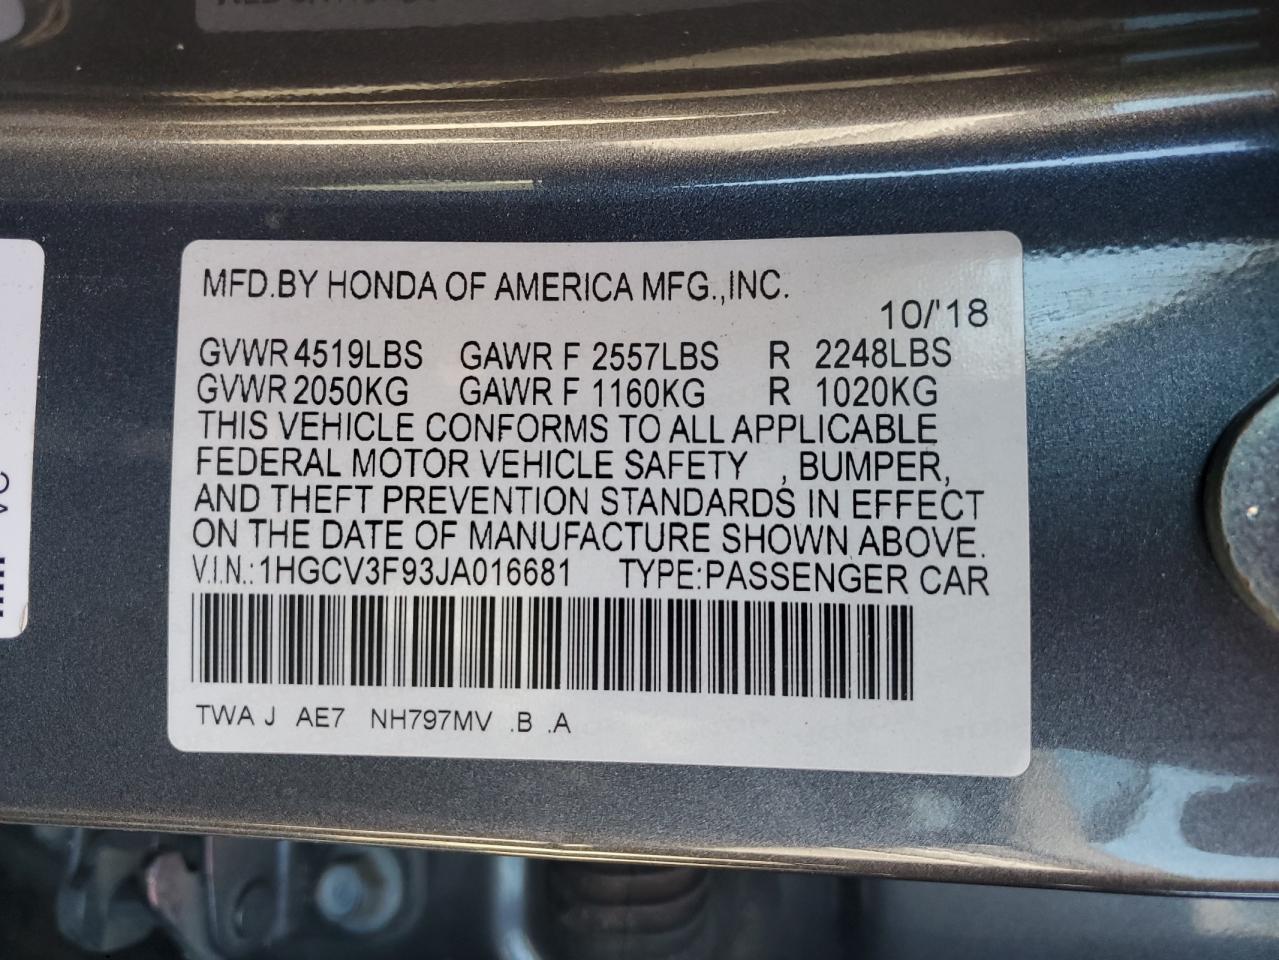 MFD.BY HONDA OF AMERICA MFG.,INC.
10/'18
GVWR 4519LBS GAWR F 2557LBS R 2248LBS
GVWR 2050KG GAWR F 1160KG R 1020KG
THIS VEHICLE CONFORMS TO ALL APPLICABLE
FEDERAL MOTOR VEHICLE SAFETY , BUMPER,
AND THEFT PREVENTION STANDARDS IN EFFECT
ON THE DATE OF MANUFACTURE SHOWN ABOVE.
V.I.N.:1HGCV3F93JA016681 TYPE:PASSENGER CAR
TWA J AE7 NH797MV .B .A